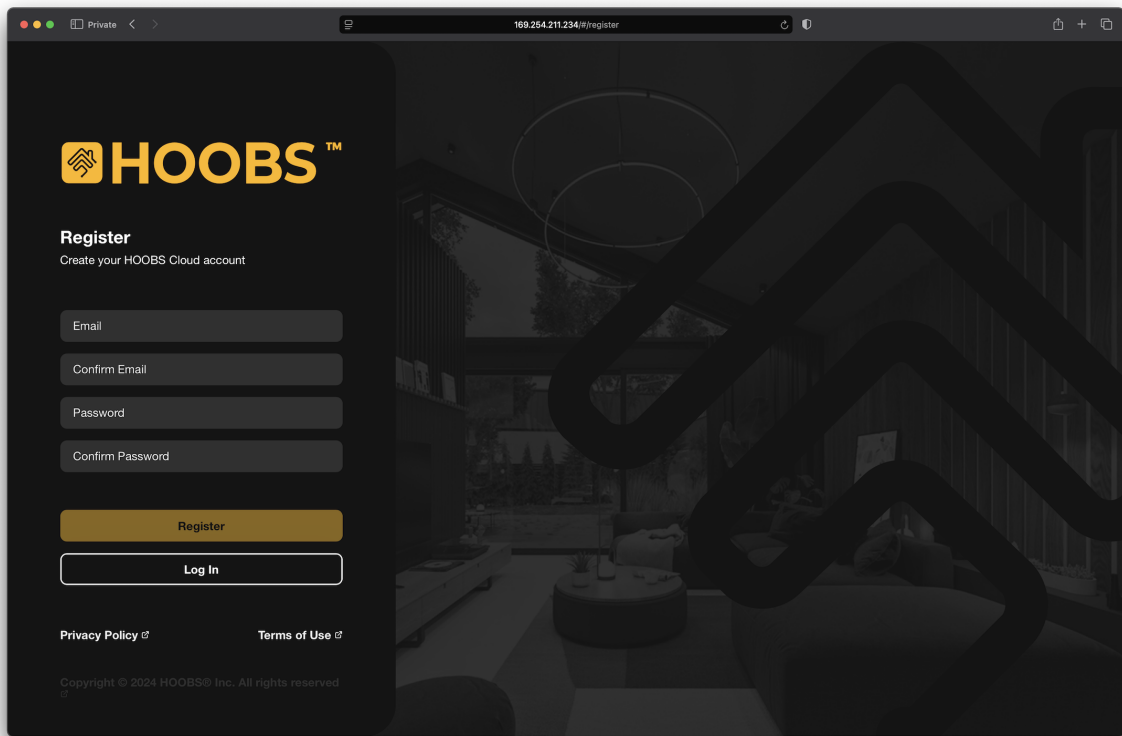 Private
169.254.211.234/#/register
HOOBS™
Register
Create your HOOBS Cloud account
Email
Confirm Email
Password
Confirm Password
Register
Log In
Privacy Policy
Terms of Use
Copyright © 2024 HOOBS® Inc. All rights reserved